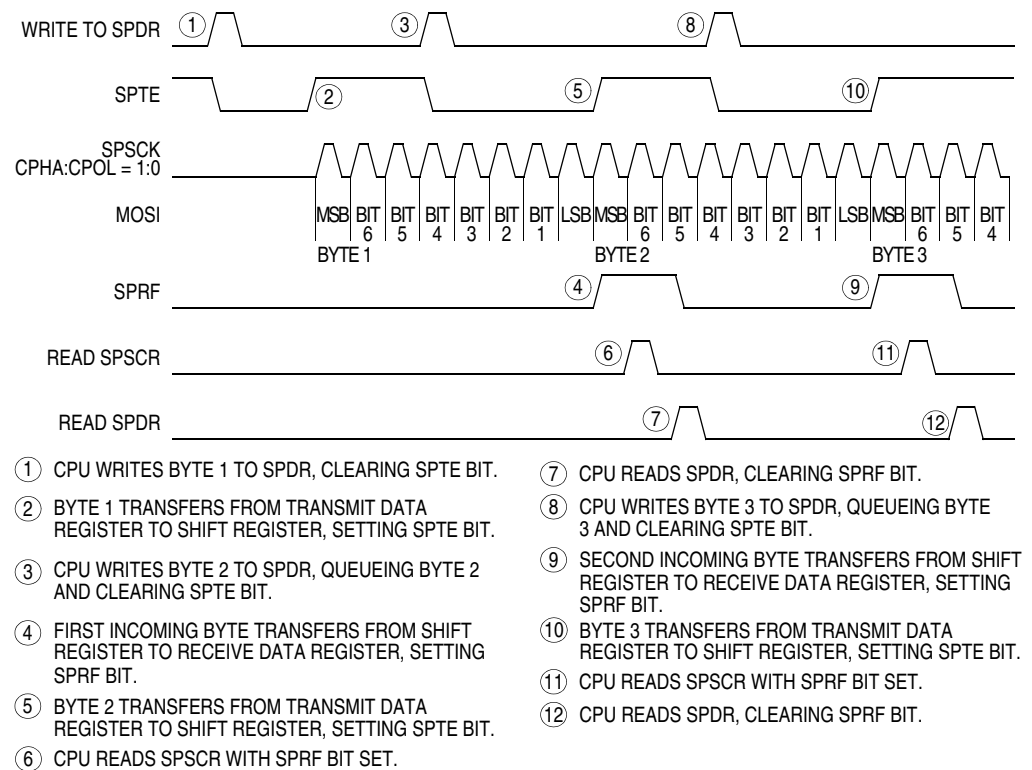 WRITE TO SPDR
1
3
8
SPTE
2
5
10
SPSCK
CPHA:CPOL = 1:0
MOSI
MSB BIT 6 BIT 5 BIT 4 BIT 3 BIT 2 BIT 1 LSB MSB BIT 6 BIT 5 BIT 4 BIT 3 BIT 2 BIT 1 LSB MSB BIT 6 BIT 5 BIT 4
BYTE 1 BYTE 2 BYTE 3
SPRF
4
9
READ SPSCR
6
11
READ SPDR
7
12
1 CPU WRITES BYTE 1 TO SPDR, CLEARING SPTE BIT.
2 BYTE 1 TRANSFERS FROM TRANSMIT DATA
REGISTER TO SHIFT REGISTER, SETTING SPTE BIT.
3 CPU WRITES BYTE 2 TO SPDR, QUEUEING BYTE 2
AND CLEARING SPTE BIT.
4 FIRST INCOMING BYTE TRANSFERS FROM SHIFT
REGISTER TO RECEIVE DATA REGISTER, SETTING
SPRF BIT.
5 BYTE 2 TRANSFERS FROM TRANSMIT DATA
REGISTER TO SHIFT REGISTER, SETTING SPTE BIT.
6 CPU READS SPSCR WITH SPRF BIT SET.
7 CPU READS SPDR, CLEARING SPRF BIT.
8 CPU WRITES BYTE 3 TO SPDR, QUEUEING BYTE
3 AND CLEARING SPTE BIT.
9 SECOND INCOMING BYTE TRANSFERS FROM SHIFT
REGISTER TO RECEIVE DATA REGISTER, SETTING
SPRF BIT.
10 BYTE 3 TRANSFERS FROM TRANSMIT DATA
REGISTER TO SHIFT REGISTER, SETTING SPTE BIT.
11 CPU READS SPSCR WITH SPRF BIT SET.
12 CPU READS SPDR, CLEARING SPRF BIT.